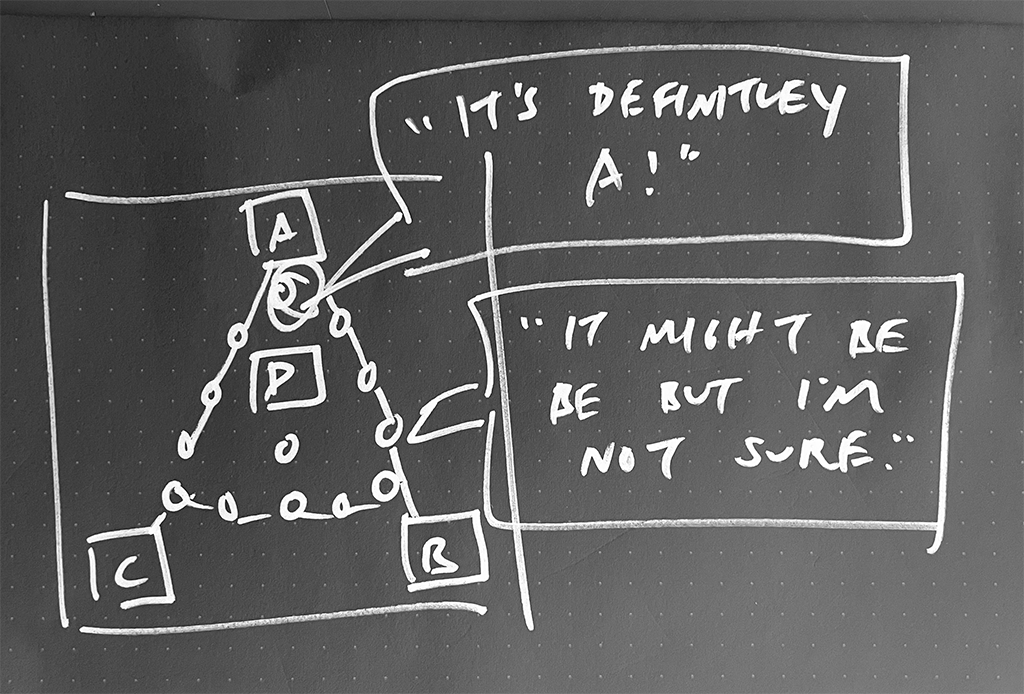 "IT'S DEFINITLEY
A!"
A
"IT MIGHT BE
BE BUT I'M
NOT SURE."
P
C
B